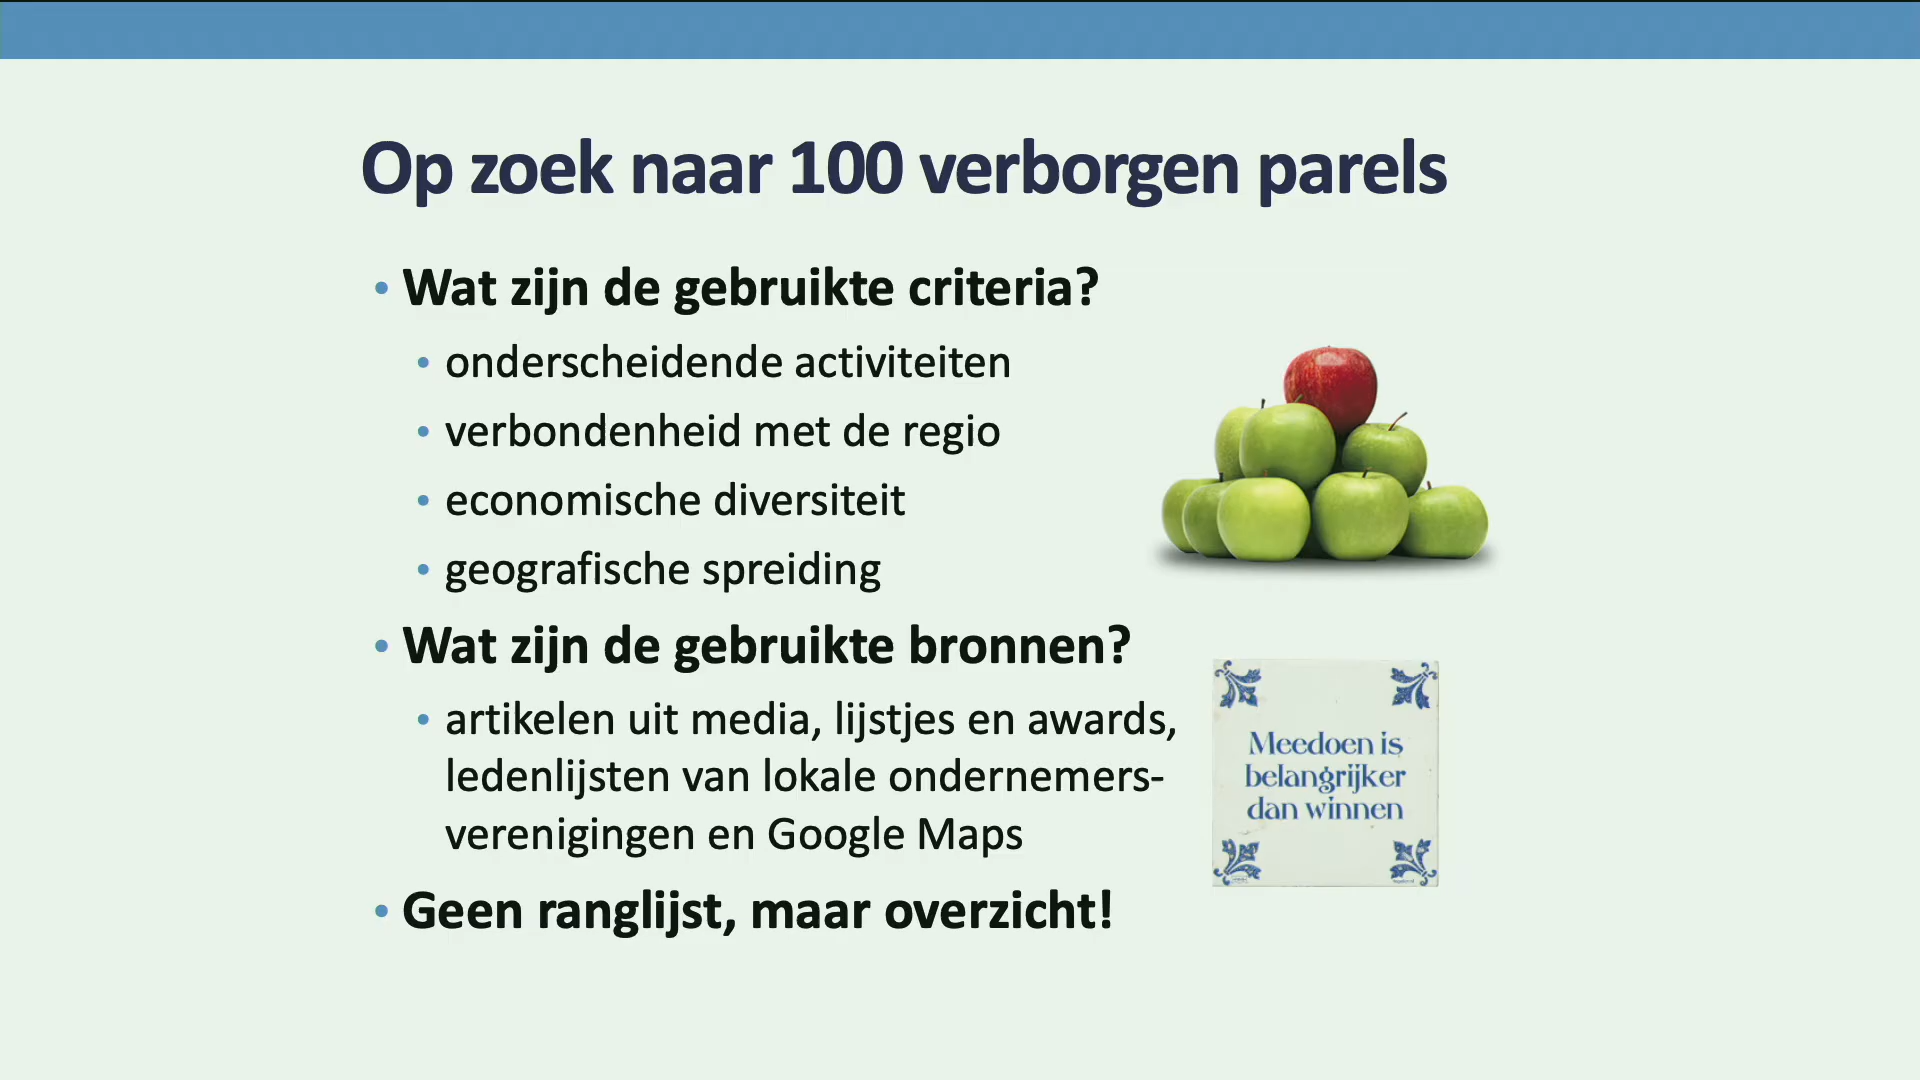 Op zoek naar 100 verborgen parels
• Wat zijn de gebruikte criteria?
• onderscheidende activiteiten
• verbondenheid met de regio
• economische diversiteit
• geografische spreiding
• Wat zijn de gebruikte bronnen?
• artikelen uit media, lijstjes en awards,
ledenlijsten van lokale ondernemers-
verenigingen en Google Maps
• Geen ranglijst, maar overzicht!
Meedoen is
belangrijker
dan winnen